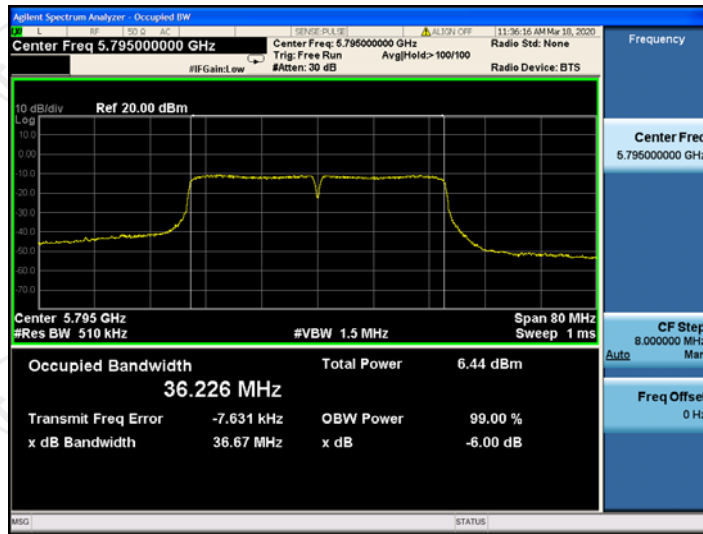 Agilent Spectrum Analyzer - Occupied BW
LXI L RF 50 Ω AC SENSE:PULSE ALIGN OFF 11:36:16 AM Mar 18, 2020
Center Freq 5.795000000 GHz
Center Freq: 5.795000000 GHz
Radio Std: None
Trig: Free Run Avg|Hold:> 100/100
#IFGain:Low
#Atten: 30 dB
Radio Device: BTS
10 dB/div Ref 20.00 dBm
Log
10.0
0.00
-10.0
-20.0
-30.0
-40.0
-50.0
-60.0
-70.0
Center 5.795 GHz Span 80 MHz
#Res BW 510 kHz #VBW 1.5 MHz Sweep 1 ms
Occupied Bandwidth Total Power 6.44 dBm
36.226 MHz
Transmit Freq Error -7.631 kHz OBW Power 99.00 %
x dB Bandwidth 36.67 MHz x dB -6.00 dB
MSG STATUS
Frequency
Center Freq
5.795000000 GHz
CF Step
8.000000 MHz
Auto Man
Freq Offset
0 Hz